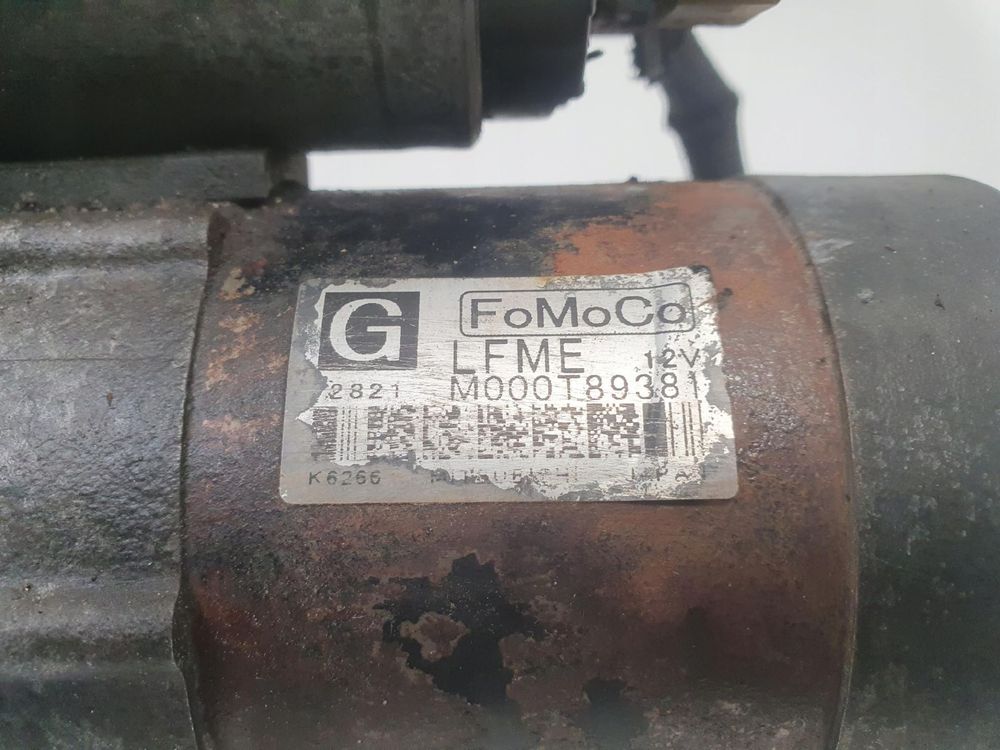 G
FoMoCo
LFME 12V
2821 M000T89381
K6266